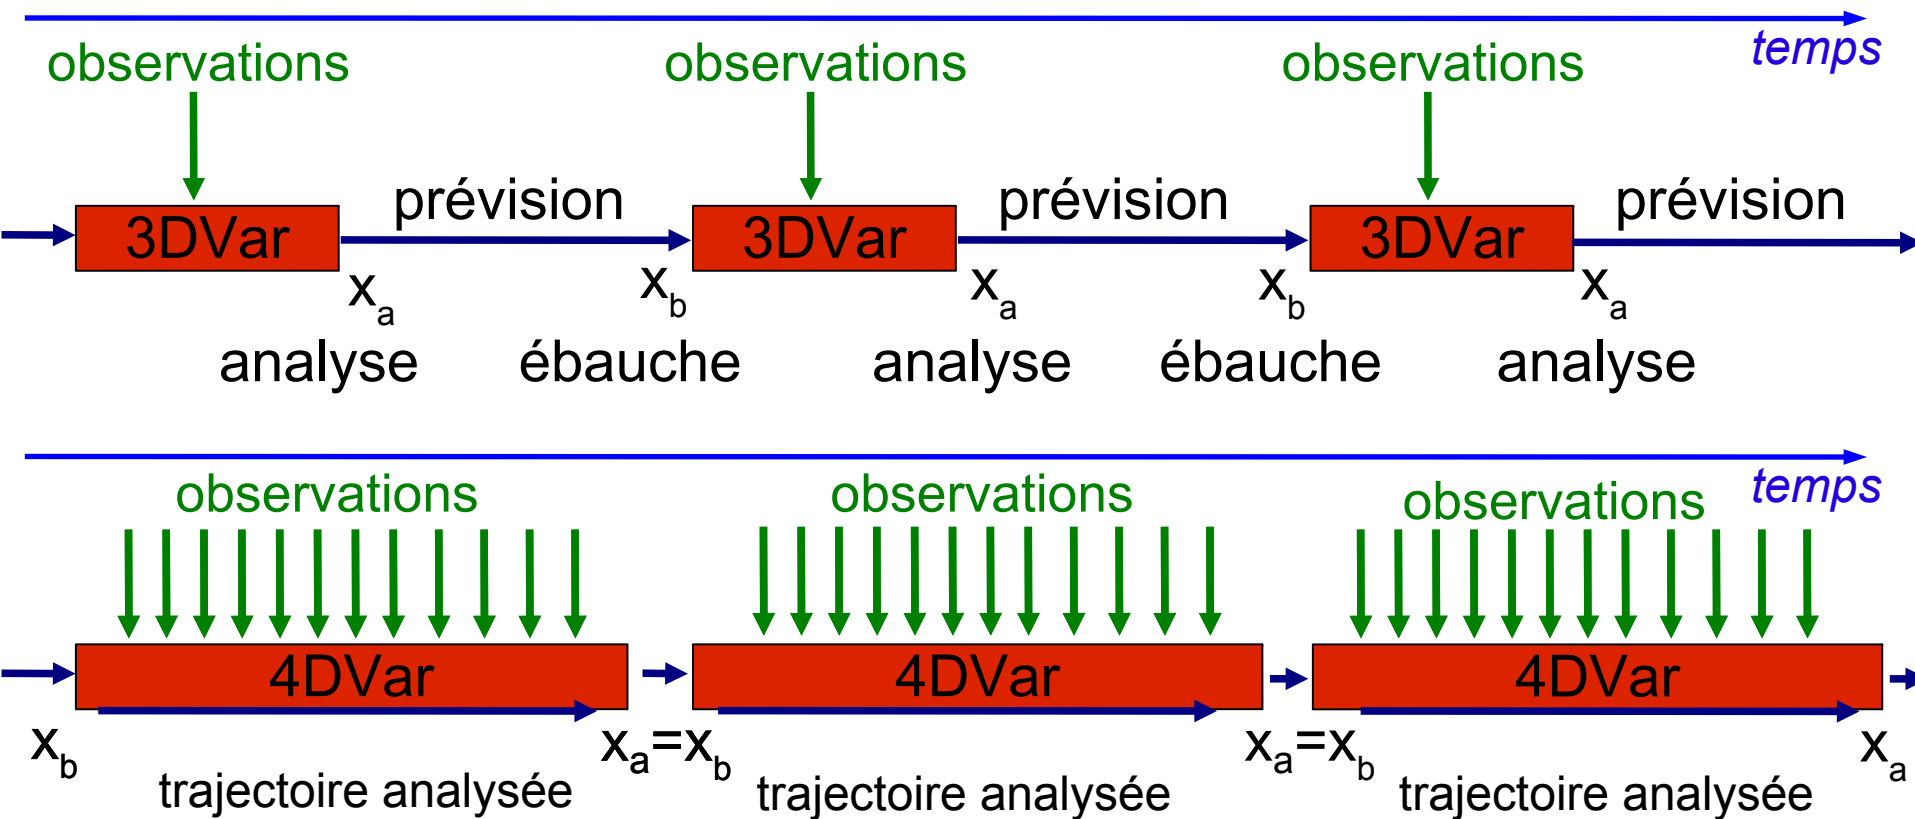 temps
observations observations observations
prévision prévision prévision
3DVar 3DVar 3DVar
xa xb xa xb xa
analyse ébauche analyse ébauche analyse
temps
observations observations observations
4DVar 4DVar 4DVar
xb xa=xb xa=xb xa
trajectoire analysée trajectoire analysée trajectoire analysée